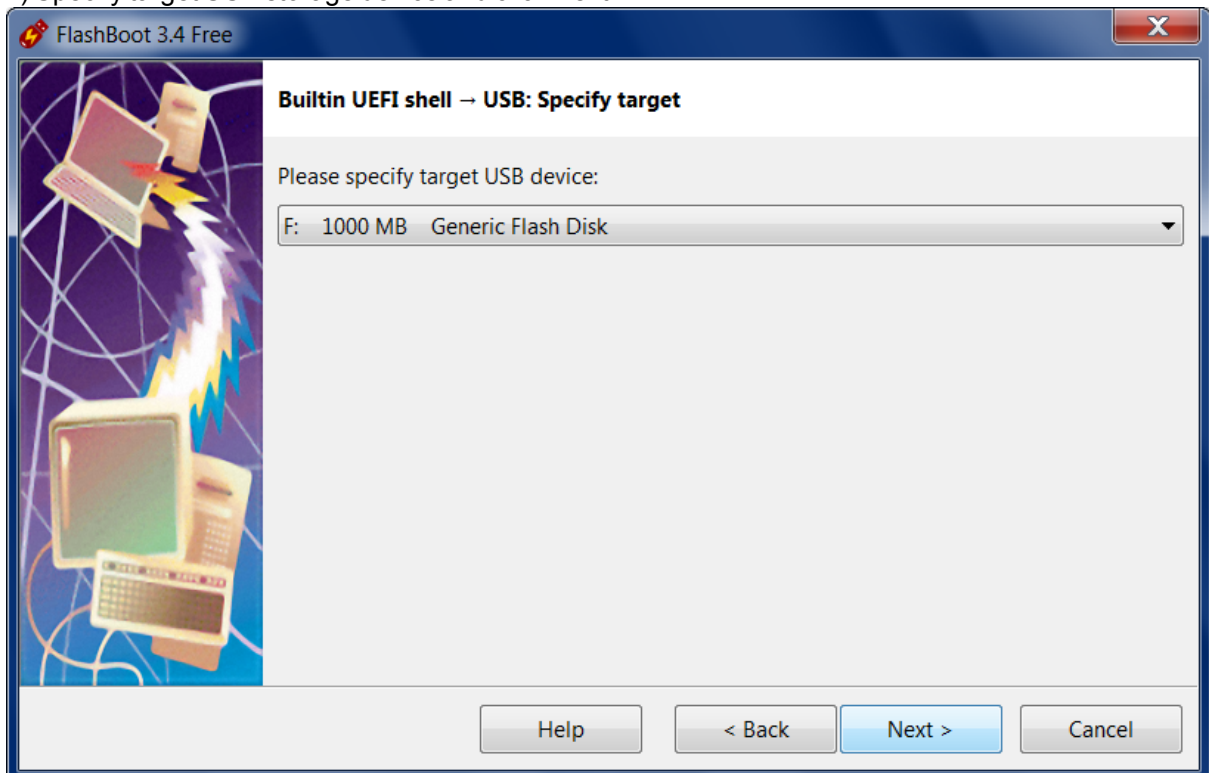 FlashBoot 3.4 Free
Builtin UEFI shell → USB: Specify target
Please specify target USB device:
F: 1000 MB Generic Flash Disk
Help < Back Next > Cancel